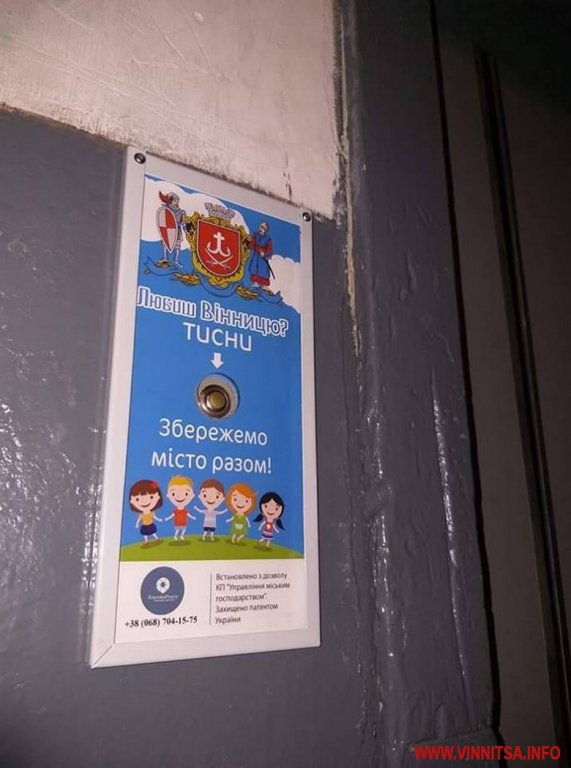 Любиш Вінницю?
ТИСНИ
Збережемо
місто разом!
Встановлено з дозволу
КП "Управління міським
господарством"
Захищено патентом
України
+38 (068) 704-15-75
WWW.VINNITSA.INFO